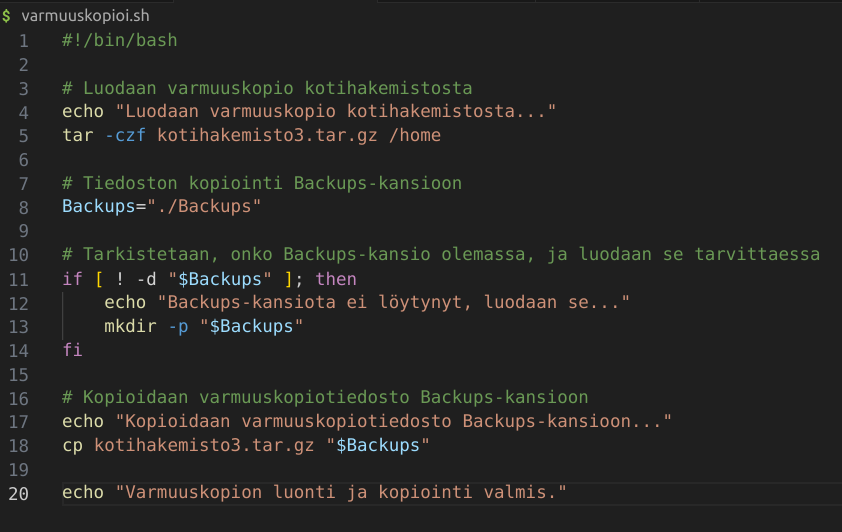 $ varmuuskopioi.sh
1 #!/bin/bash
2
3 # Luodaan varmuuskopio kotihakemistosta
4 echo "Luodaan varmuuskopio kotihakemistosta..."
5 tar -czf kotihakemisto3.tar.gz /home
6
7 # Tiedoston kopiointi Backups-kansioon
8 Backups="./Backups"
9
10 # Tarkistetaan, onko Backups-kansio olemassa, ja luodaan se tarvittaessa
11 if [ ! -d "$Backups" ]; then
12     echo "Backups-kansiota ei löytynyt, luodaan se..."
13     mkdir -p "$Backups"
14 fi
15
16 # Kopioidaan varmuuskopiotiedosto Backups-kansioon
17 echo "Kopioidaan varmuuskopiotiedosto Backups-kansioon..."
18 cp kotihakemisto3.tar.gz "$Backups"
19
20 echo "Varmuuskopion luonti ja kopiointi valmis."